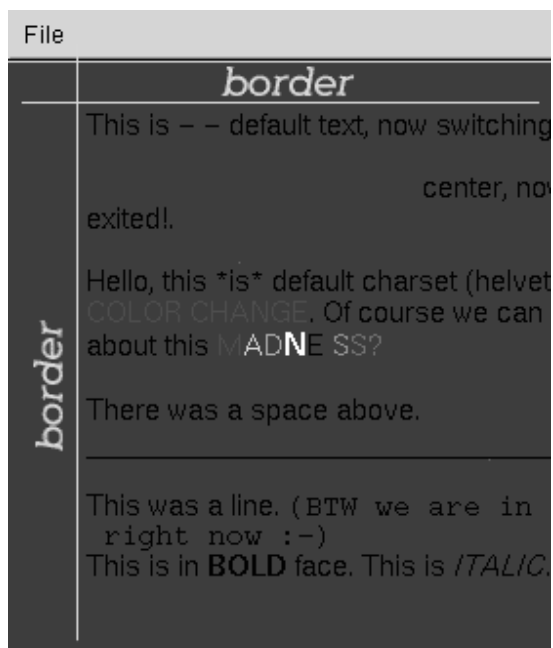 File
border
This is – – default text, now switching
center, now
exited!.
Hello, this *is* default charset (helvet
COLOR CHANGE. Of course we can
about this MADNE SS?
border
There was a space above.
This was a line. (BTW we are in
right now :-)
This is in BOLD face. This is ITALIC.